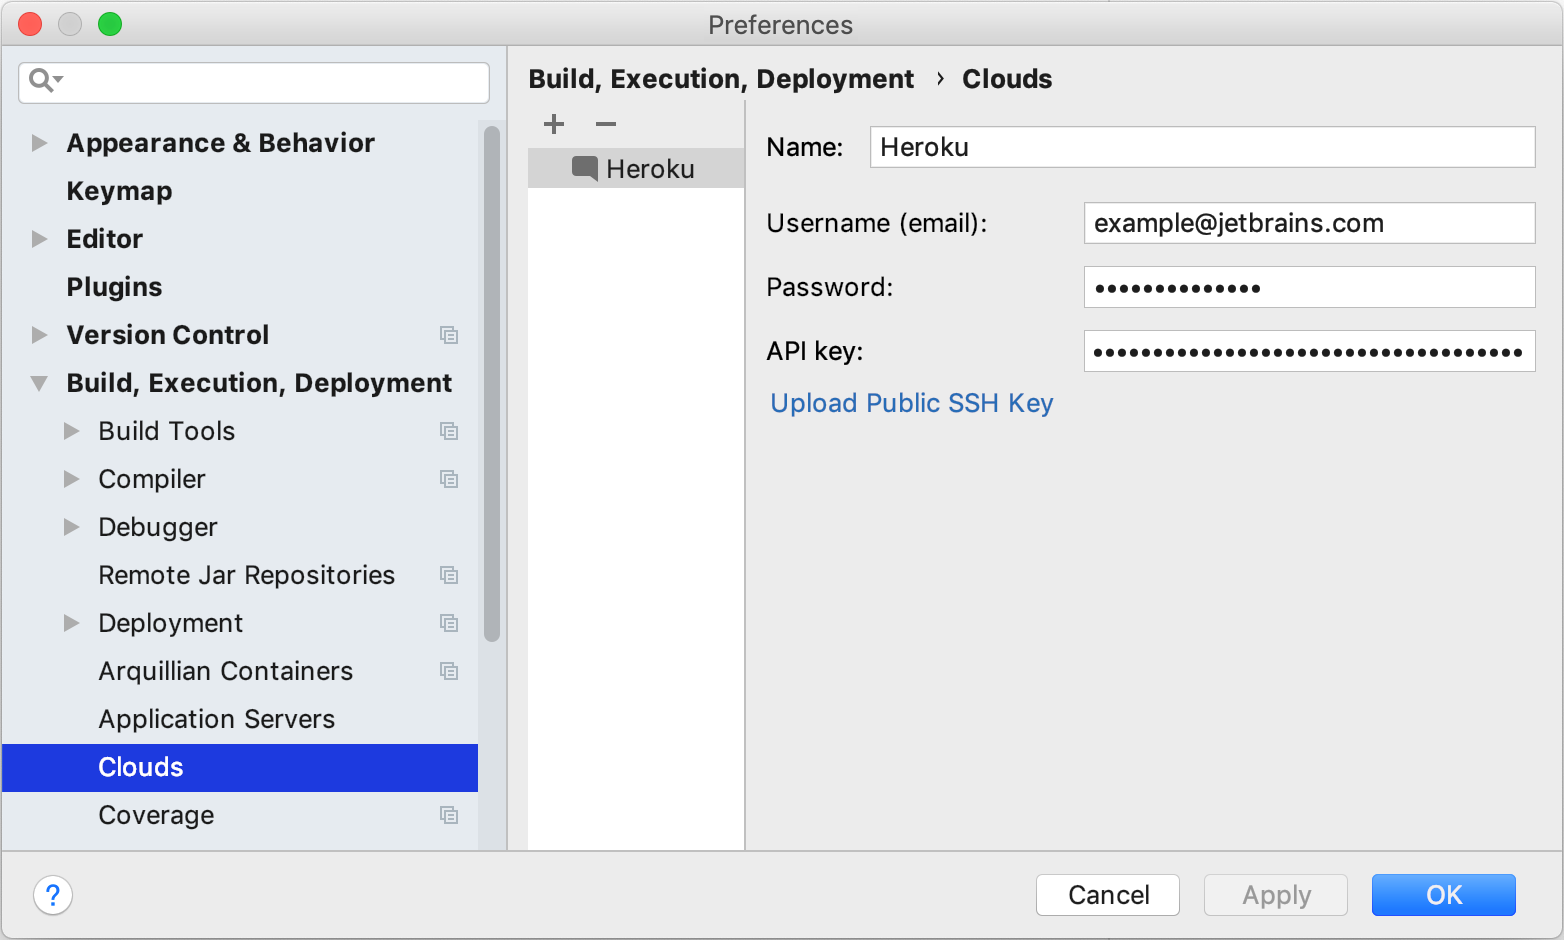 Preferences
Appearance & Behavior
Keymap
Editor
Plugins
Version Control
Build, Execution, Deployment
Build Tools
Compiler
Debugger
Remote Jar Repositories
Deployment
Arquillian Containers
Application Servers
Clouds
Coverage
Build, Execution, Deployment › Clouds
Heroku
Name: Heroku
Username (email): example@jetbrains.com
Password: ••••••••••••••
API key: ••••••••••••••••••••••••••••••••••••
Upload Public SSH Key
?
Cancel
Apply
OK